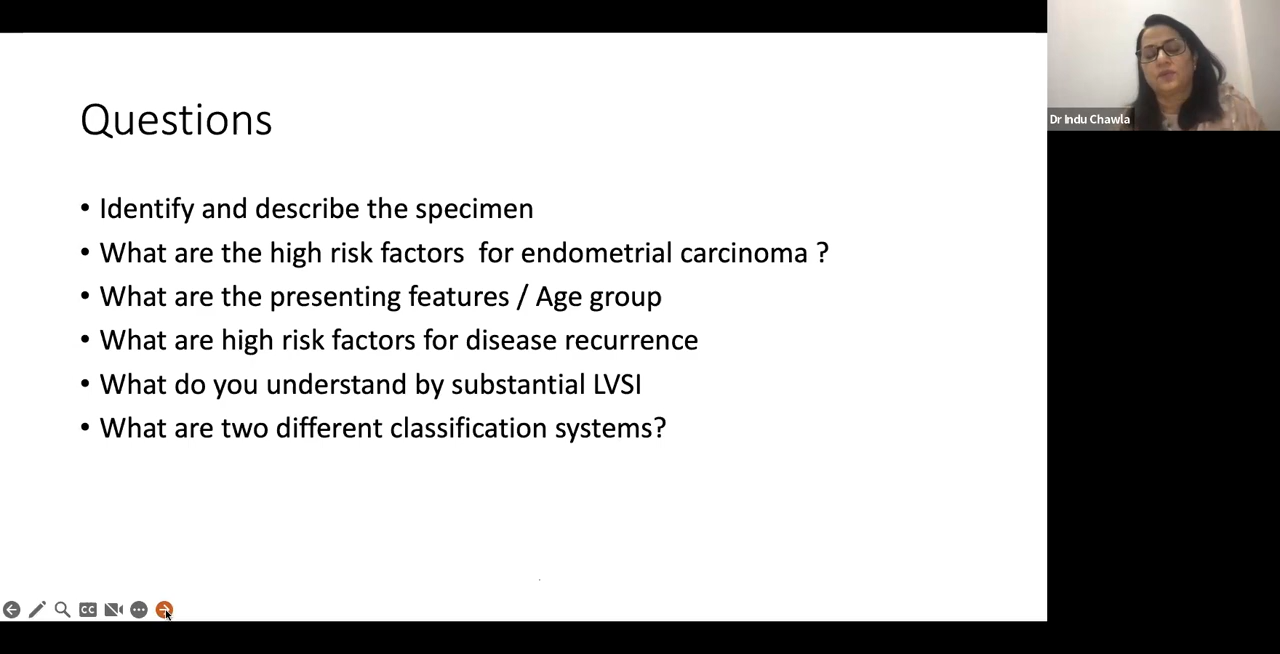 Questions
• Identify and describe the specimen
• What are the high risk factors  for endometrial carcinoma ?
• What are the presenting features / Age group
• What are high risk factors for disease recurrence
• What do you understand by substantial LVSI
• What are two different classification systems?
Dr Indu Chawla
CC